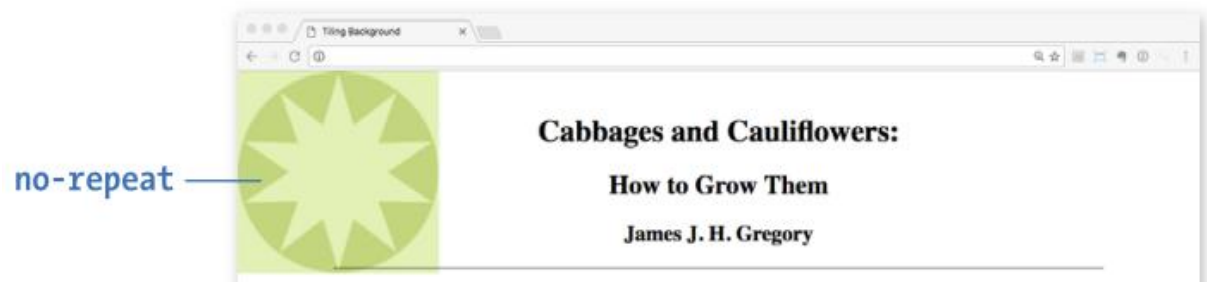 Tiling Background
no-repeat
Cabbages and Cauliflowers:
How to Grow Them
James J. H. Gregory